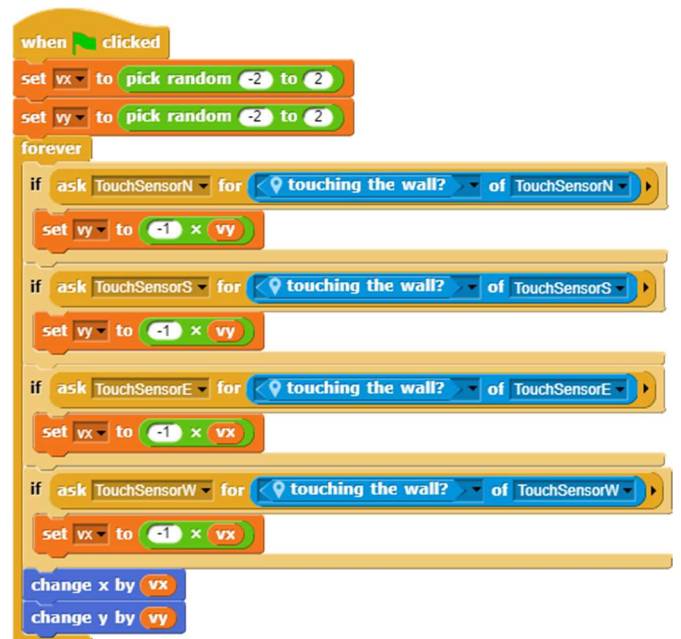 when clicked
set vx to pick random -2 to 2
set vy to pick random -2 to 2
forever
if ask TouchSensorN for touching the wall? of TouchSensorN
set vy to -1 × vy
if ask TouchSensorS for touching the wall? of TouchSensorS
set vy to -1 × vy
if ask TouchSensorE for touching the wall? of TouchSensorE
set vx to -1 × vx
if ask TouchSensorW for touching the wall? of TouchSensorW
set vx to -1 × vx
change x by vx
change y by vy